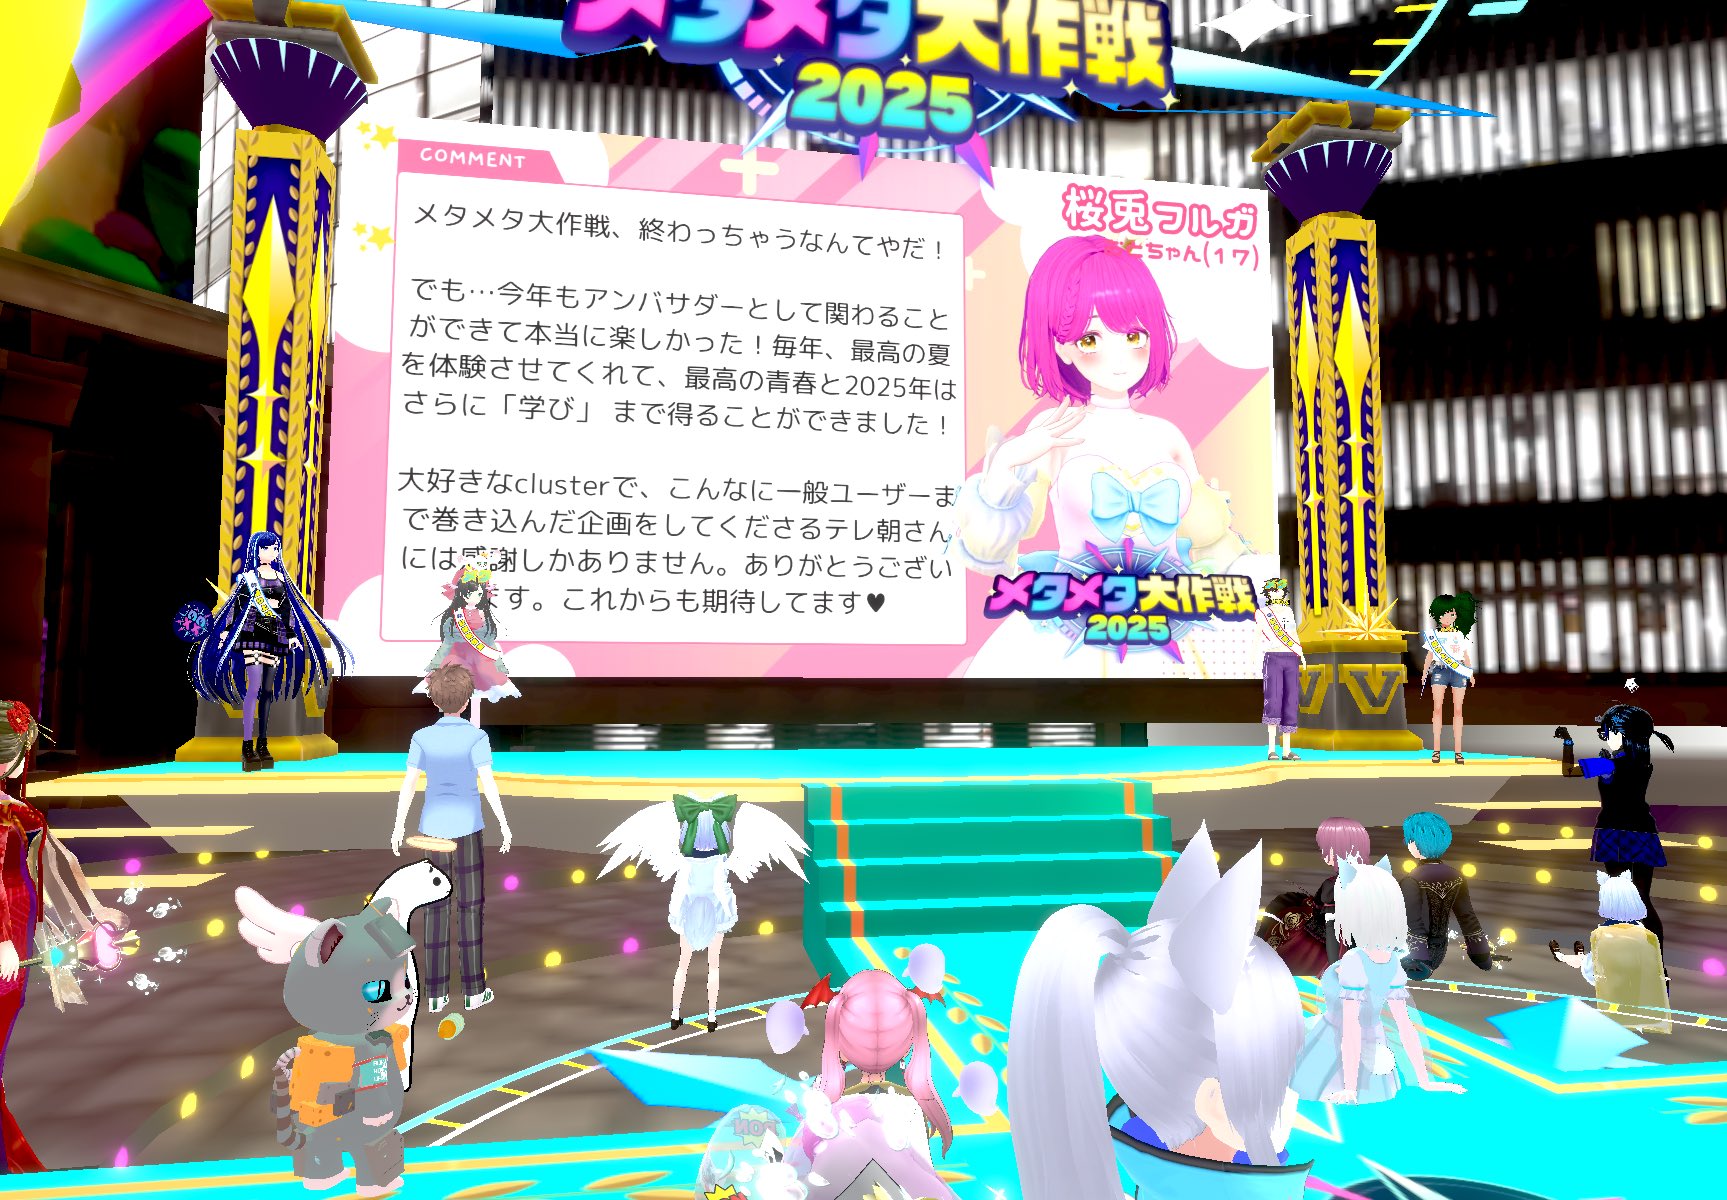 メタメタ大作戦
2025
COMMENT
メタメタ大作戦、終わっちゃうなんてやだ！
でも…今年もアンバサダーとして関わること
ができて本当に楽しかった！毎年、最高の夏
を体験させてくれて、最高の青春と2025年は
さらに「学び」 まで得ることができました！
大好きなclusterで、こんなに一般ユーザーま
で巻き込んだ企画をしてくださるテレ朝さん
には感謝しかありません。ありがとうござい
ます。これからも期待してます♥
桜兎フルガ
ちゃん(17)
メタメタ大作戦
2025